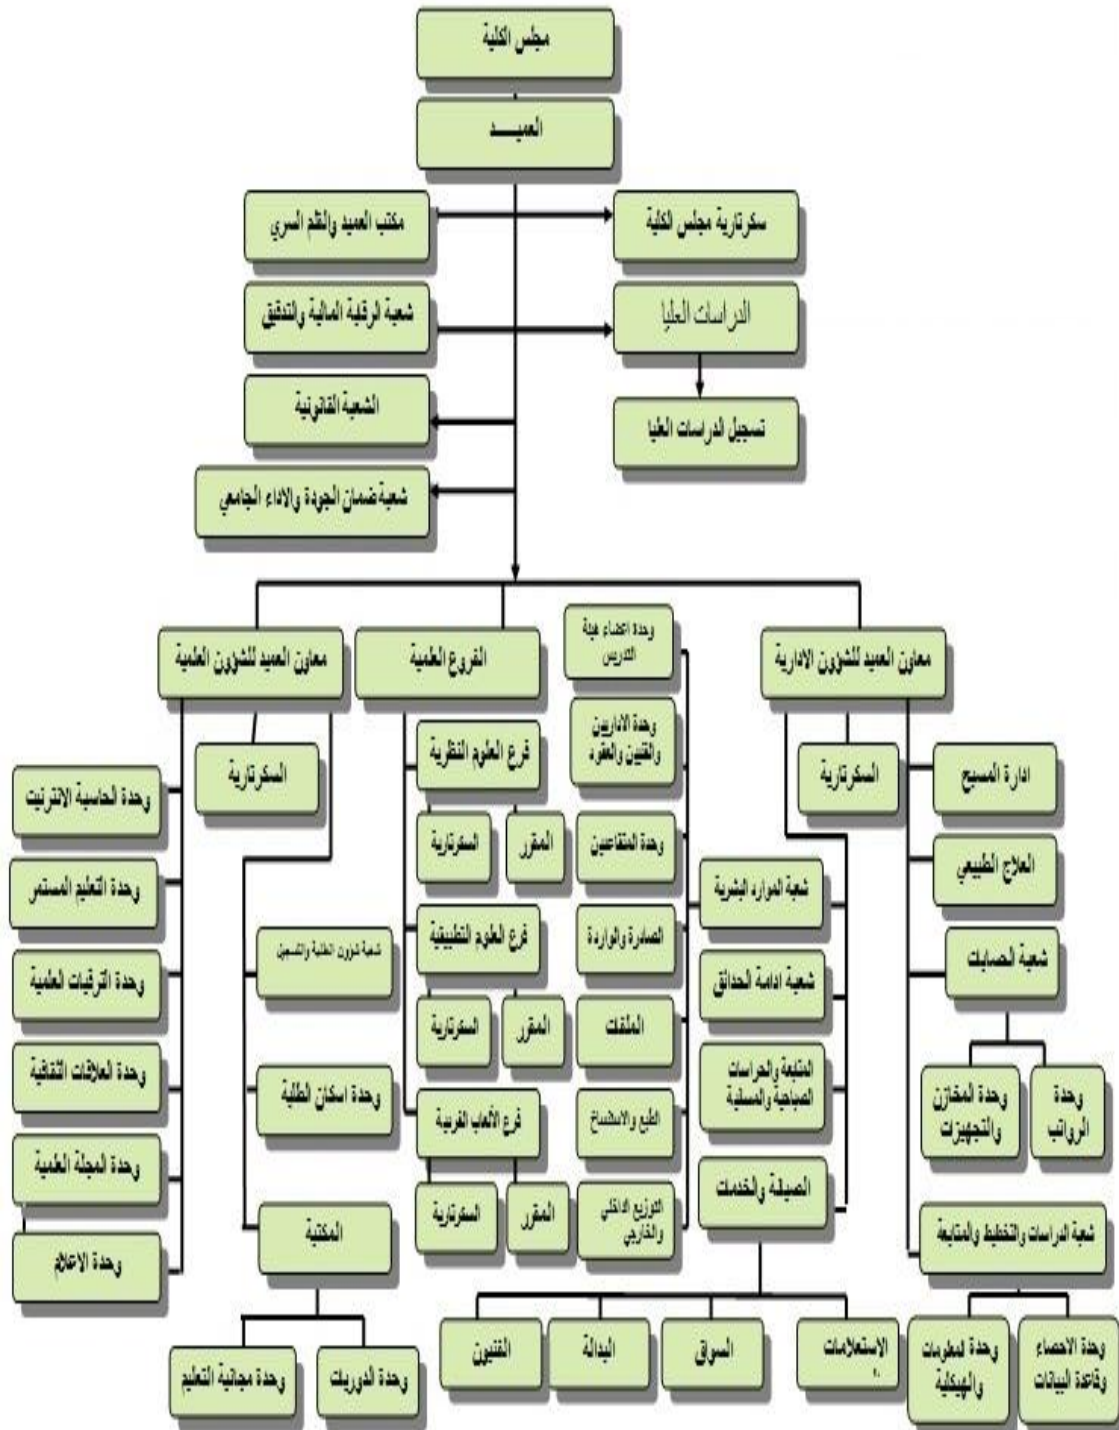 مجلس الكلية
العميـــــد
سكرتارية مجلس الكلية
مكتب العميد والقلم السري
الدراسات العليا
شعبة الرقابة المالية والتدقيق
تسجيل الدراسات العليا
الشعبة القانونية
شعبة ضمان الجودة والاداء الجامعي
معاون العميد للشؤون الادارية
الفروع العلمية
معاون العميد للشؤون العلمية
ادارة المسبح
العلاج الطبيعي
شعبة الحسابات
وحدة
الرواتب
وحدة المخازن
والتجهيزات
شعبة الدراسات والتخطيط والمتابعة
وحدة الاحصاء
وقاعدة البيانات
وحدة المعلومات
والهيكلية
السكرتارية
شعبة الموارد البشرية
شعبة ادامة الحدائق
المتابعة والحراسات
الصباحية والمسائية
الصيانة والخدمات
الاستعلامات
السواق
البدالة
الفنيون
وحدة اعضاء هيئة
التدريس
وحدة الاداريين
والفنيين والعقود
وحدة المتقاعدين
الصادرة والواردة
الملفات
الطبع والاستنساخ
التوزيع الداخلي
والخارجي
فرع العلوم النظرية
المقرر
السكرتارية
فرع العلوم التطبيقية
المقرر
السكرتارية
فرع الألعاب الفردية
المقرر
السكرتارية
السكرتارية
شعبة شؤون الطلبة والتسجيل
وحدة اسكان الطلبة
المكتبة
وحدة الدوريات
وحدة مجانية التعليم
وحدة الحاسبة الانترنيت
وحدة التعليم المستمر
وحدة الترقيات العلمية
وحدة العلاقات الثقافية
وحدة المجلة العلمية
وحدة الاعلام